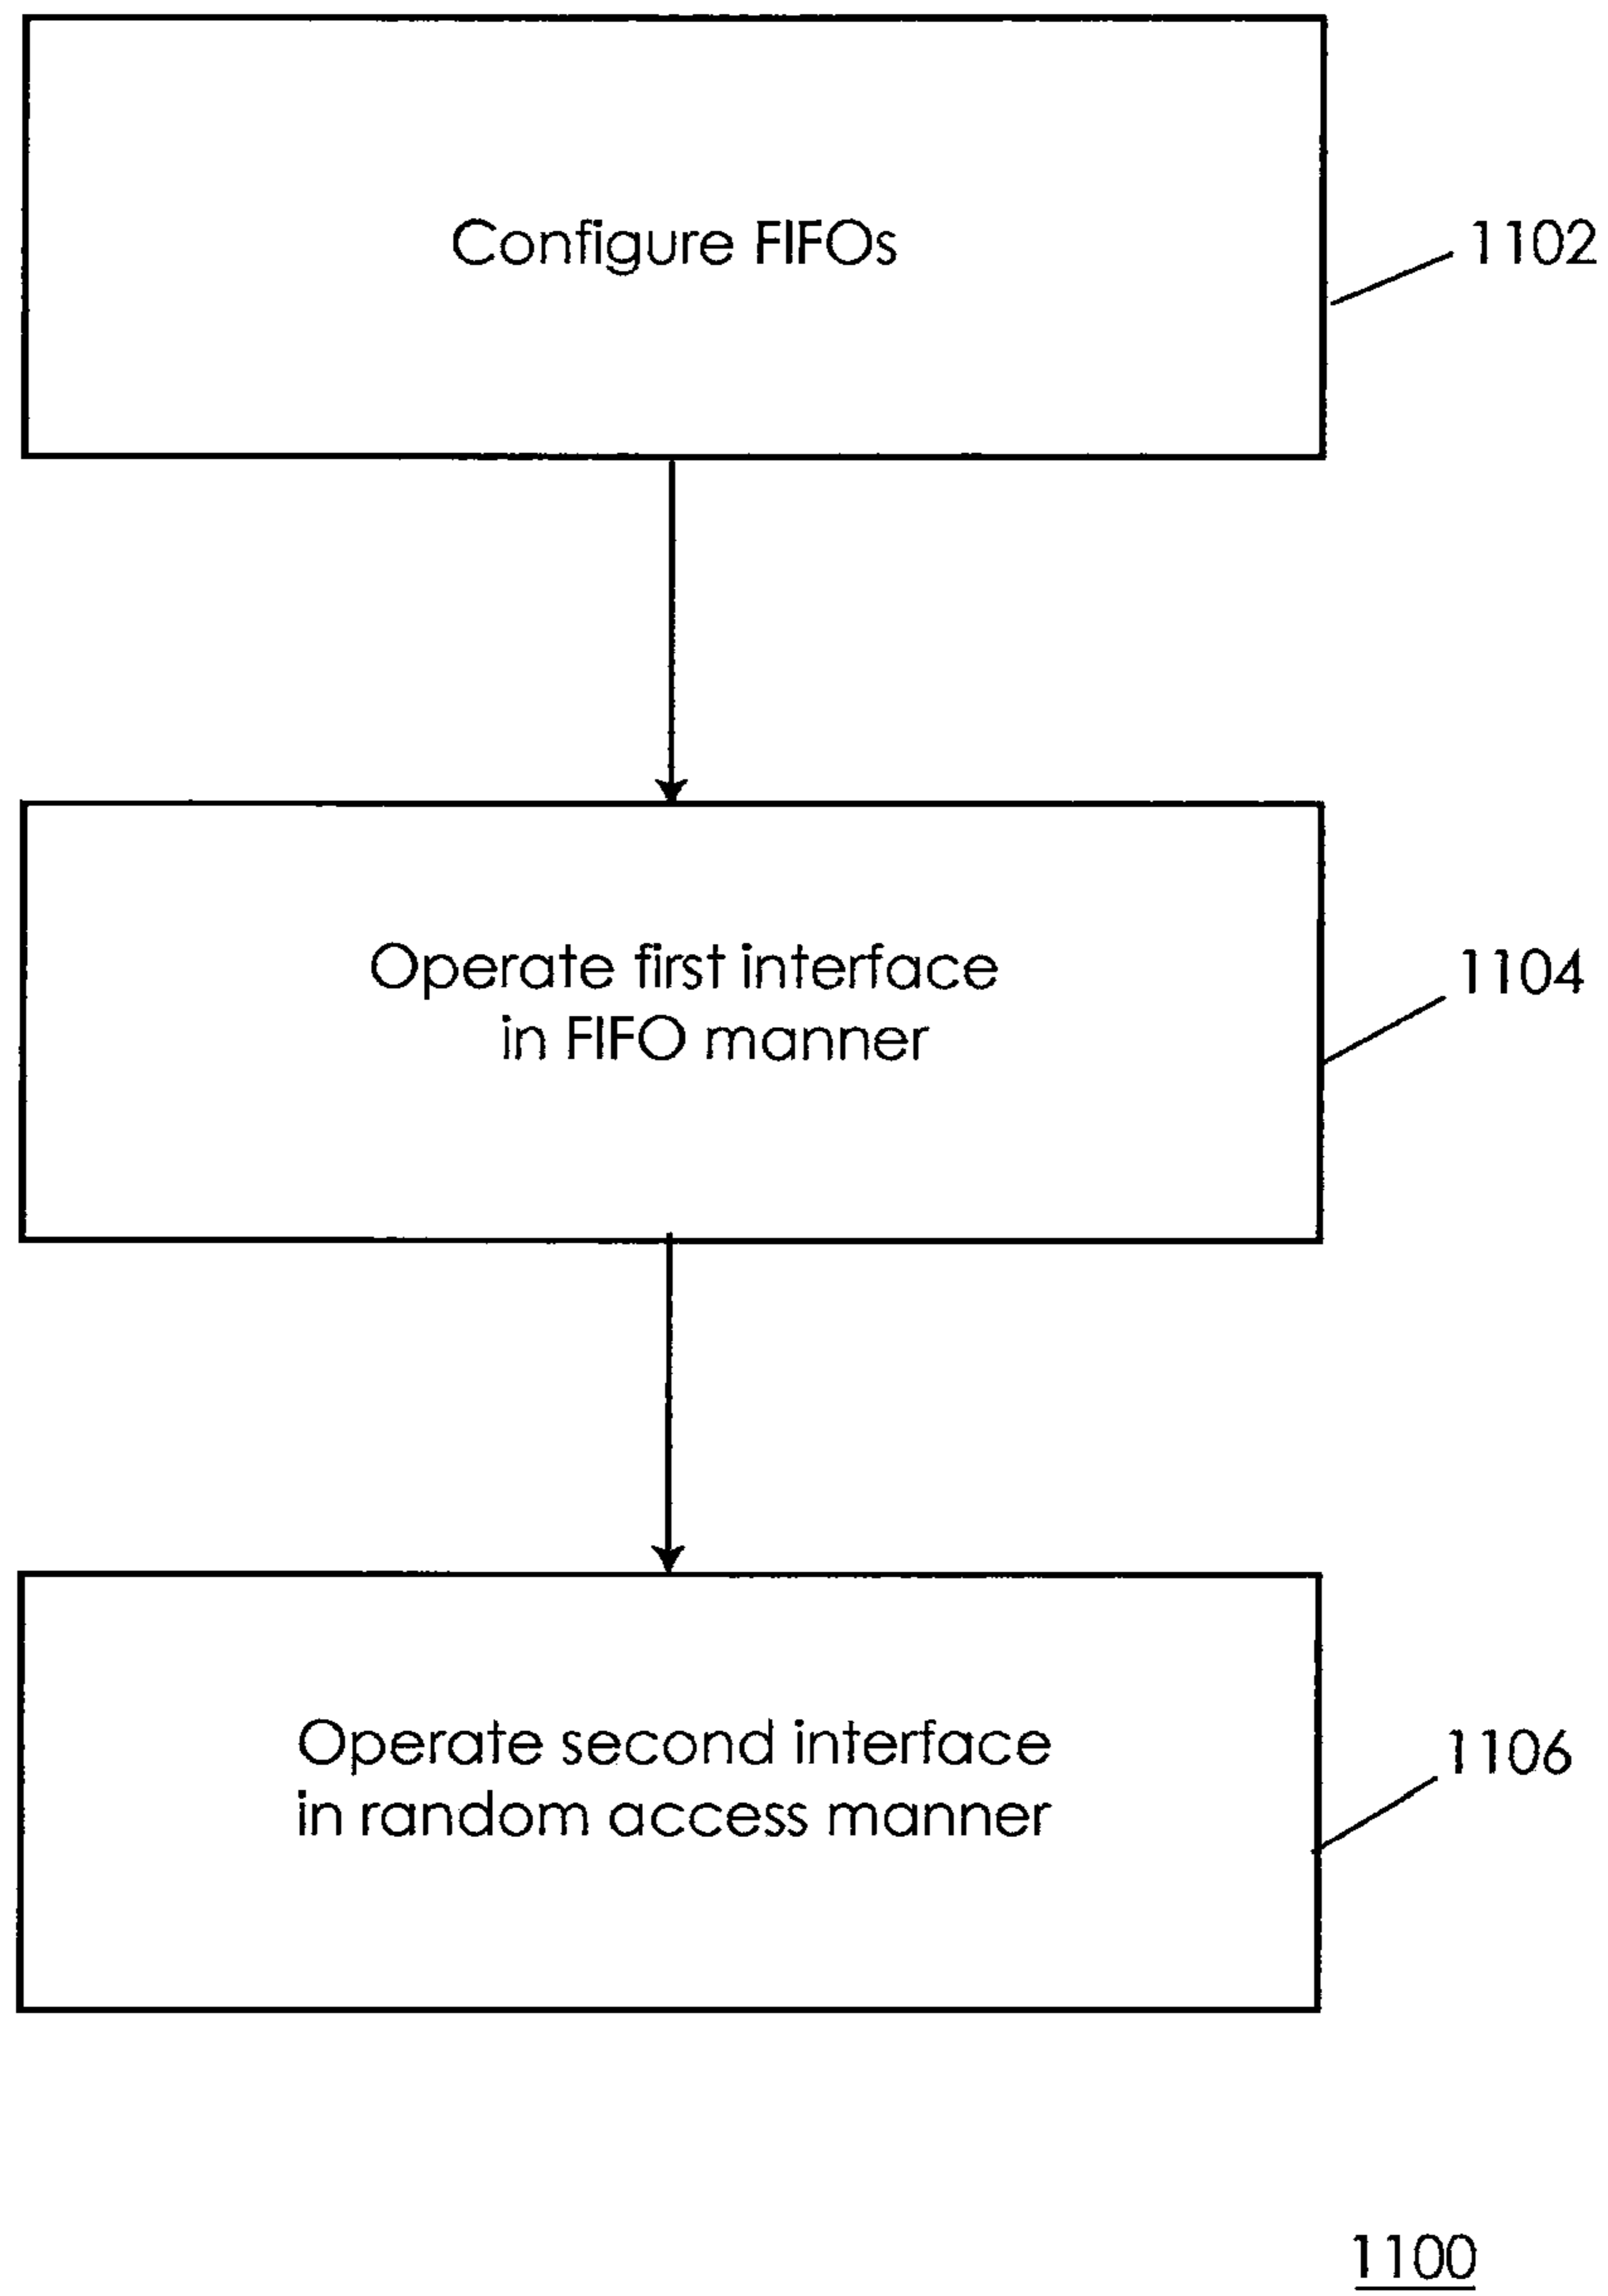 Configure FIFOs
1102
Operate first interface
in FIFO manner
1104
Operate second interface
in random access manner
1106
1100